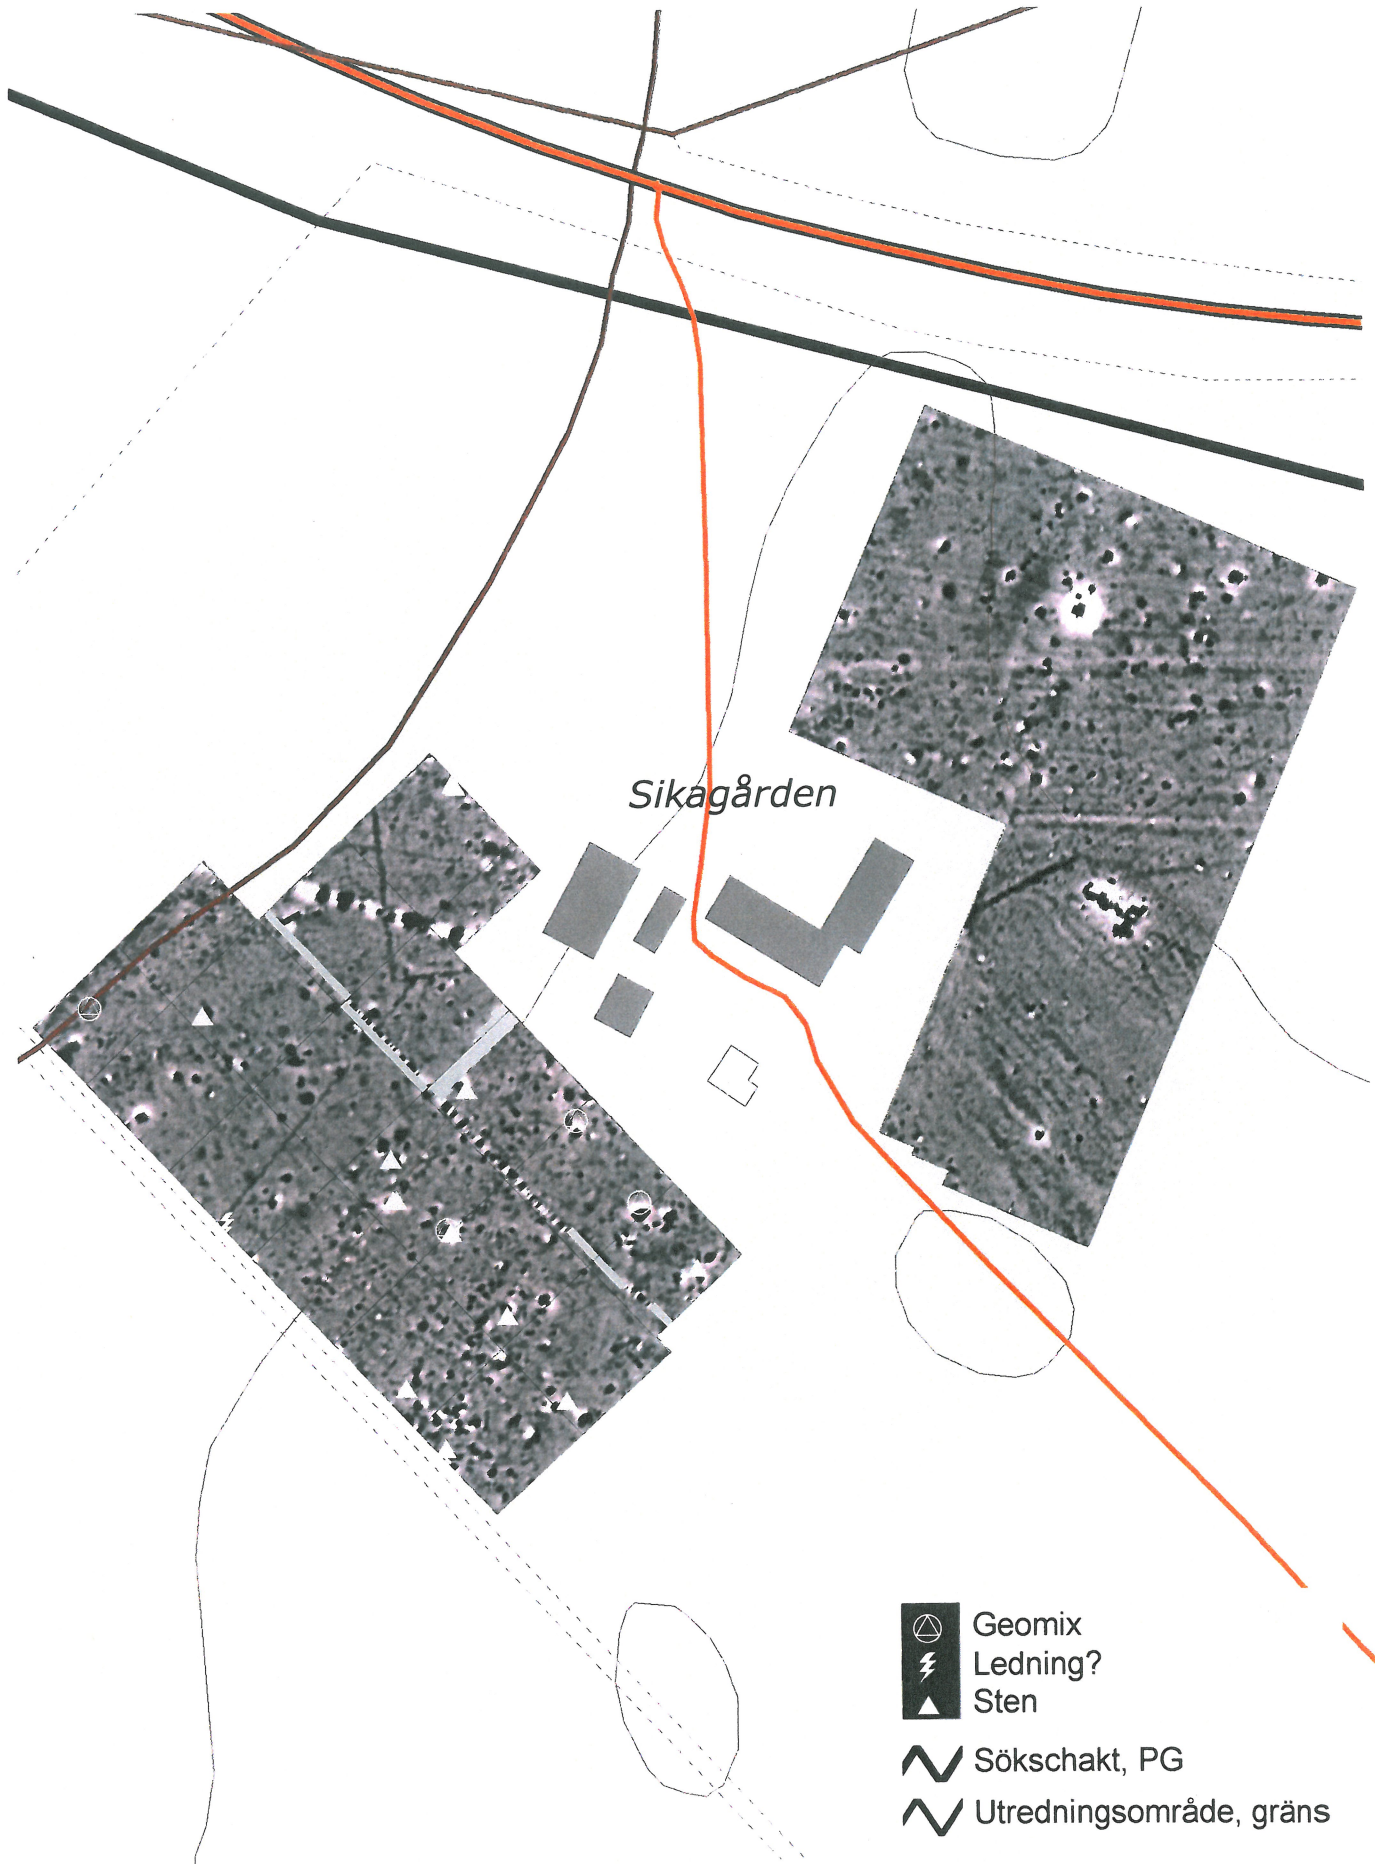 Sikagården
Geomix
Ledning?
Sten
Sökschakt, PG
Utredningsområde, gräns